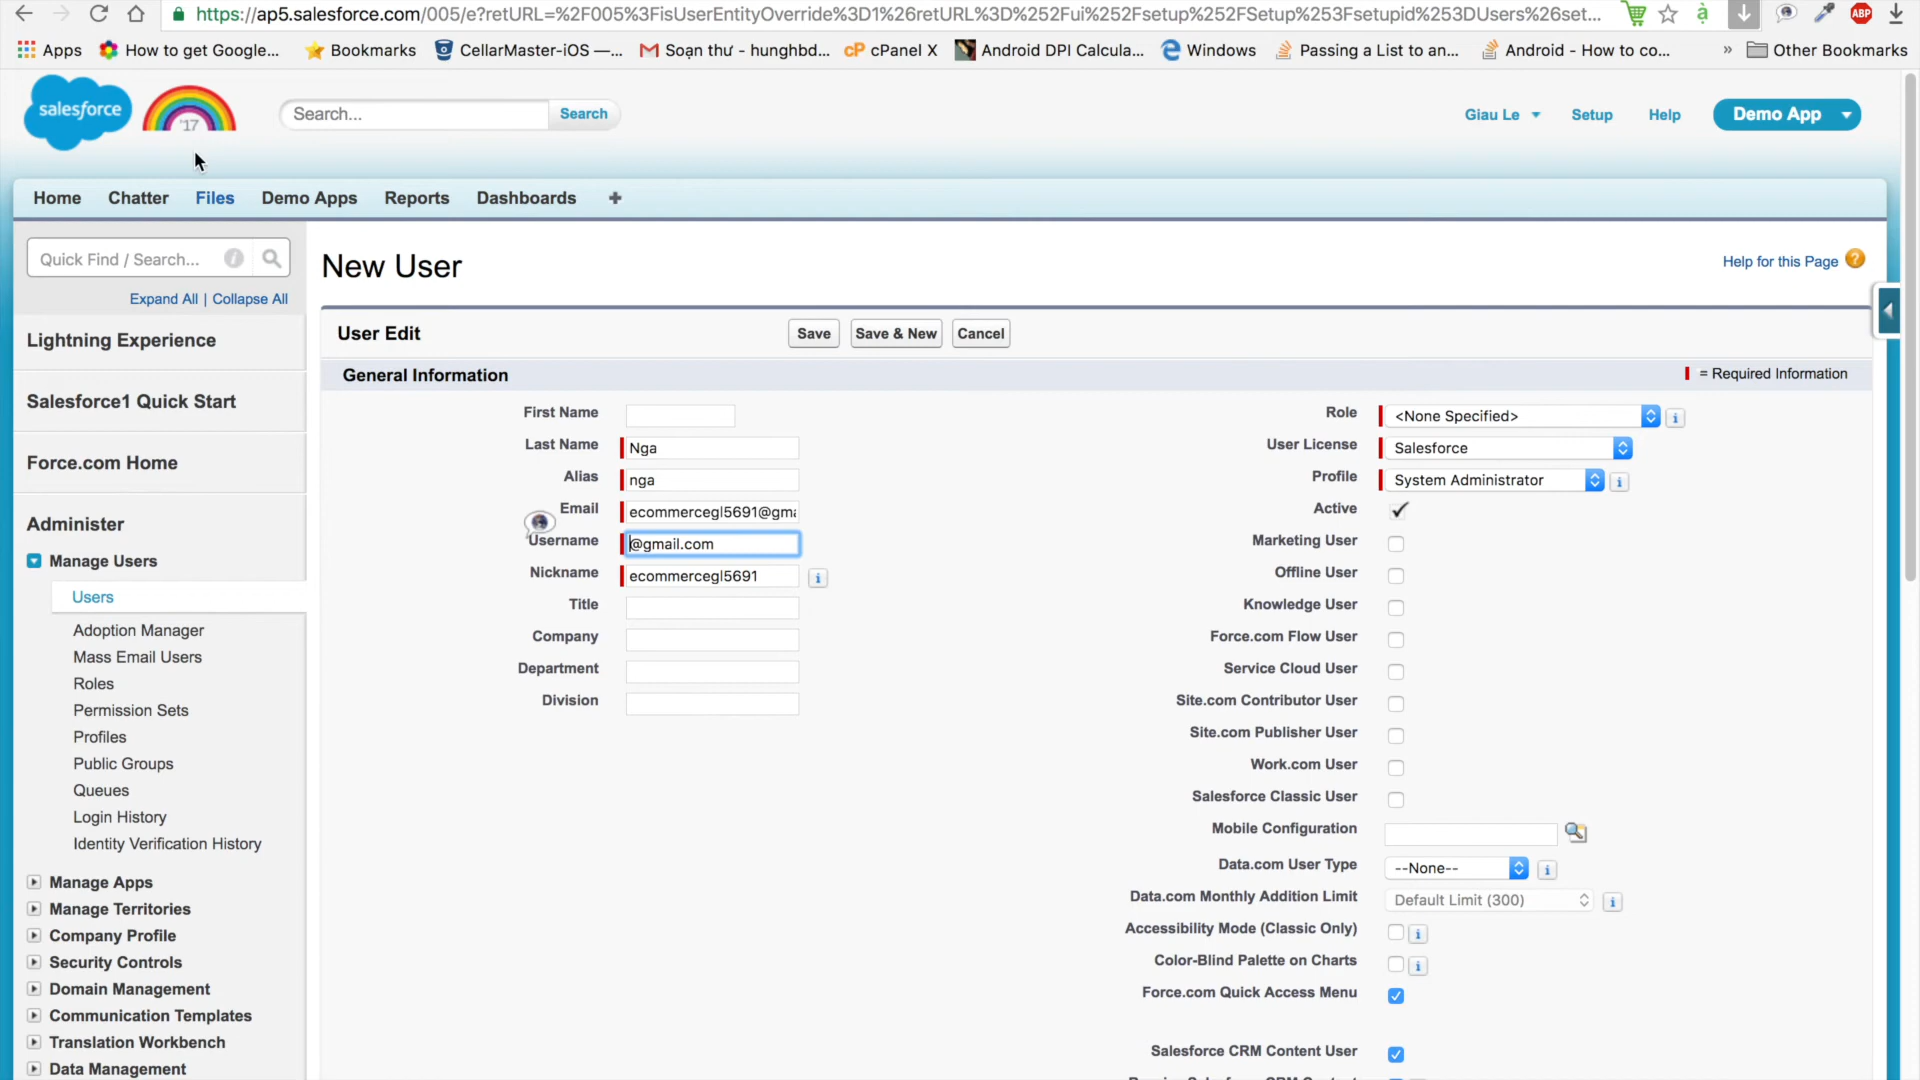 https://ap5.salesforce.com/005/e?retURL=%2F005%3FisUserEntityOverride%3D1%26retURL%3D%252Fui%252Fsetup%252FSetup%253Fsetupid%253DUsers%26set...
à
ABP
Apps
How to get Google...
Bookmarks
CellarMaster-iOS —...
Soạn thư - hunghbd...
cP cPanel X
Android DPI Calcula...
Windows
Passing a List to an...
Android - How to co...
»
Other Bookmarks
salesforce
'17
Search...
Search
Giau Le
Setup
Help
Demo App
Home
Chatter
Files
Demo Apps
Reports
Dashboards
+
Quick Find / Search...
Expand All | Collapse All
Lightning Experience
Salesforce1 Quick Start
Force.com Home
Administer
Manage Users
Users
Adoption Manager
Mass Email Users
Roles
Permission Sets
Profiles
Public Groups
Queues
Login History
Identity Verification History
Manage Apps
Manage Territories
Company Profile
Security Controls
Domain Management
Communication Templates
Translation Workbench
Data Management
New User
Help for this Page ?
User Edit
Save
Save & New
Cancel
General Information
= Required Information
First Name
Last Name Nga
Alias nga
Email ecommercegl5691@gma
Username @gmail.com
Nickname ecommercegl5691
Title
Company
Department
Division
Role <None Specified>
User License Salesforce
Profile System Administrator
Active
Marketing User
Offline User
Knowledge User
Force.com Flow User
Service Cloud User
Site.com Contributor User
Site.com Publisher User
Work.com User
Salesforce Classic User
Mobile Configuration
Data.com User Type --None--
Data.com Monthly Addition Limit Default Limit (300)
Accessibility Mode (Classic Only)
Color-Blind Palette on Charts
Force.com Quick Access Menu
Salesforce CRM Content User